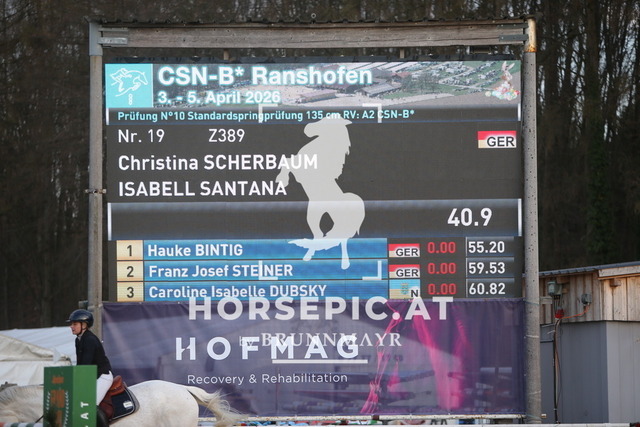 CSN-B* Ranshofen
3. - 5. April 2026
Prüfung N°10 Standardspringprüfung 135 cm RV: A2 CSN-B*
Nr. 19 Z389
GER
Christina SCHERBAUM
ISABELL SANTANA
40.9
1 Hauke BINTIG GER 0.00 55.20
2 Franz Josef STEINER GER 0.00 59.53
3 Caroline Isabelle DUBSKY N 0.00 60.82
HORSEPIC.AT
by BRUNNMAYR
HOFMAG
Recovery & Rehabilitation